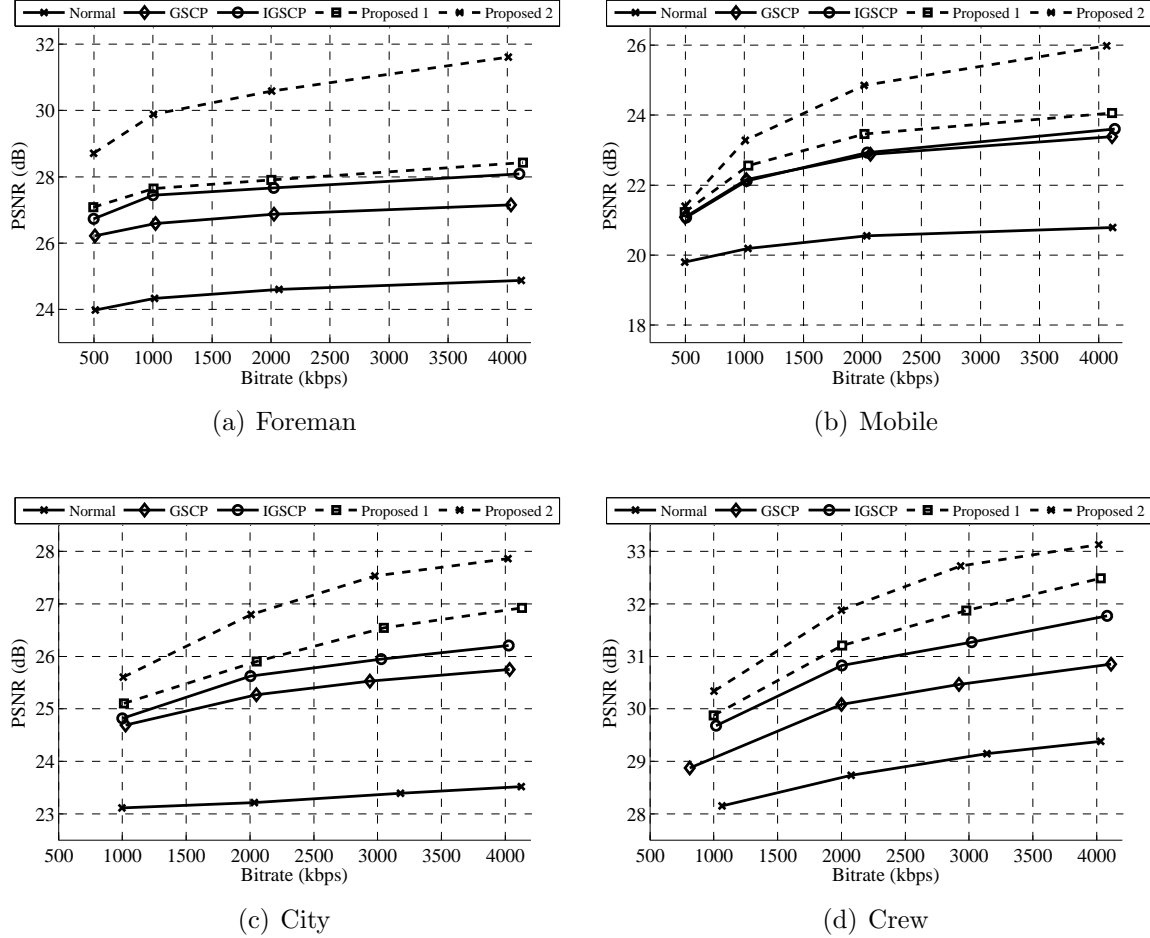 Normal GSCP IGSCP Proposed 1 Proposed 2
32
30
28
26
24
PSNR (dB)
500 1000 1500 2000 2500 3000 3500 4000
Bitrate (kbps)
(a) Foreman
Normal GSCP IGSCP Proposed 1 Proposed 2
26
24
22
20
18
PSNR (dB)
500 1000 1500 2000 2500 3000 3500 4000
Bitrate (kbps)
(b) Mobile
Normal GSCP IGSCP Proposed 1 Proposed 2
28
27
26
25
24
23
PSNR (dB)
500 1000 1500 2000 2500 3000 3500 4000
Bitrate (kbps)
(c) City
Normal GSCP IGSCP Proposed 1 Proposed 2
33
32
31
30
29
28
PSNR (dB)
500 1000 1500 2000 2500 3000 3500 4000
Bitrate (kbps)
(d) Crew